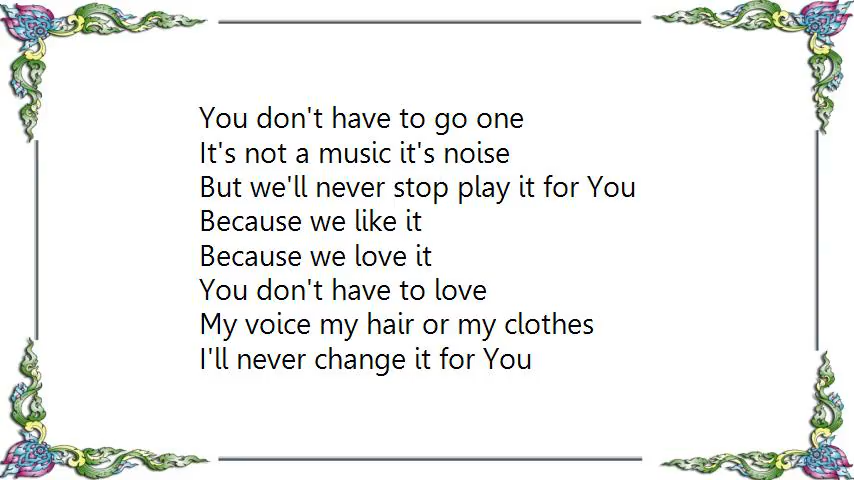 You don't have to go one
It's not a music it's noise
But we'll never stop play it for You
Because we like it
Because we love it
You don't have to love
My voice my hair or my clothes
I'll never change it for You